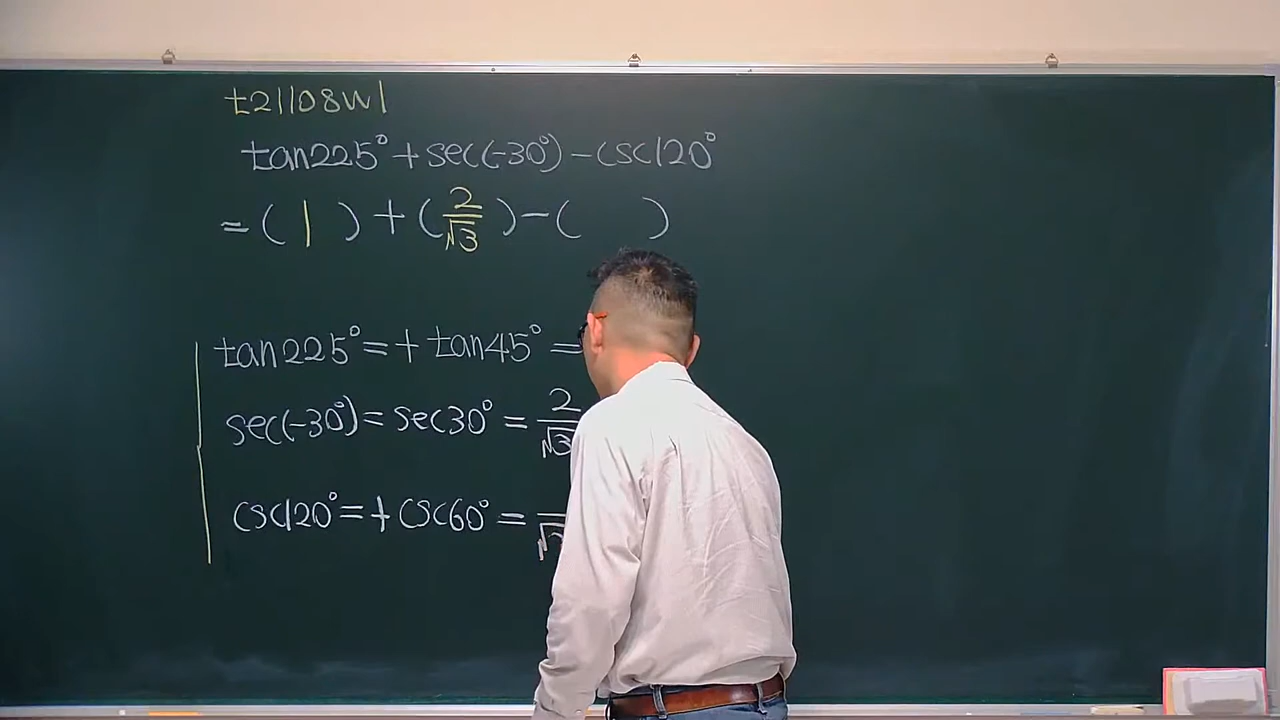 t21108w1
tan225°+sec(-30°)-csc120°
=( 1 )+( 2/√3 )-( )
tan225°=+tan45°=
sec(-30°)=sec30°=2/√3
csc120°=+csc60°=